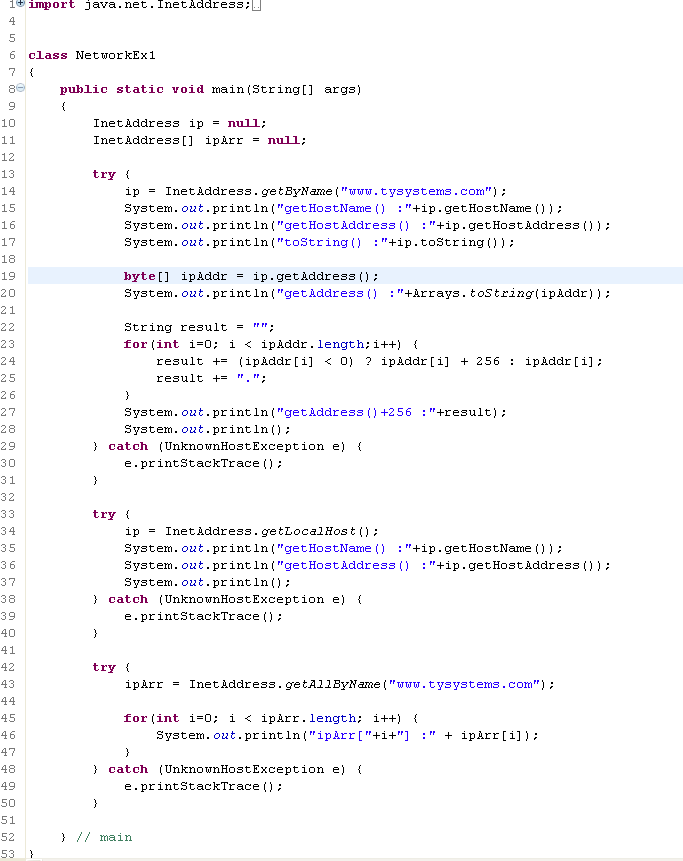 1 import java.net.InetAddress;
4
5
6 class NetworkEx1
7 {
8     public static void main(String[] args)
9     {
10         InetAddress ip = null;
11         InetAddress[] ipArr = null;
12
13         try {
14             ip = InetAddress.getByName("www.tysystems.com");
15             System.out.println("getHostName() :"+ip.getHostName());
16             System.out.println("getHostAddress() :"+ip.getHostAddress());
17             System.out.println("toString() :"+ip.toString());
18
19             byte[] ipAddr = ip.getAddress();
20             System.out.println("getAddress() :"+Arrays.toString(ipAddr));
21
22             String result = "";
23             for(int i=0; i < ipAddr.length;i++) {
24                 result += (ipAddr[i] < 0) ? ipAddr[i] + 256 : ipAddr[i];
25                 result += ".";
26             }
27             System.out.println("getAddress()+256 :"+result);
28             System.out.println();
29         } catch (UnknownHostException e) {
30             e.printStackTrace();
31         }
32
33         try {
34             ip = InetAddress.getLocalHost();
35             System.out.println("getHostName() :"+ip.getHostName());
36             System.out.println("getHostAddress() :"+ip.getHostAddress());
37             System.out.println();
38         } catch (UnknownHostException e) {
39             e.printStackTrace();
40         }
41
42         try {
43             ipArr = InetAddress.getAllByName("www.tysystems.com");
44
45             for(int i=0; i < ipArr.length; i++) {
46                 System.out.println("ipArr["+i+"] :" + ipArr[i]);
47             }
48         } catch (UnknownHostException e) {
49             e.printStackTrace();
50         }
51
52     } // main
53 }